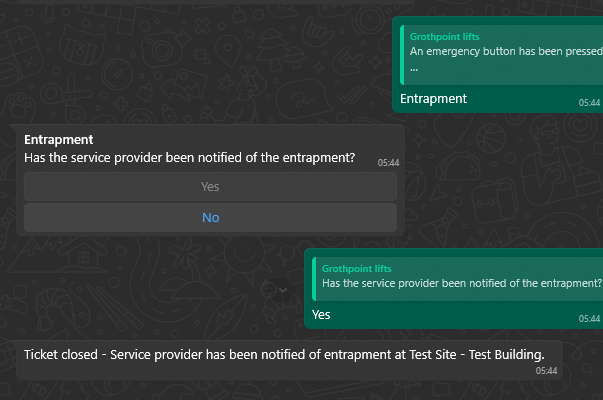 Grothpoint lifts
An emergency button has been pressed
...
Entrapment
05:44
Entrapment
Has the service provider been notified of the entrapment?
05:44
Yes
No
Grothpoint lifts
Has the service provider been notified of the entrapment?
Yes
05:44
Ticket closed - Service provider has been notified of entrapment at Test Site - Test Building.
05:44